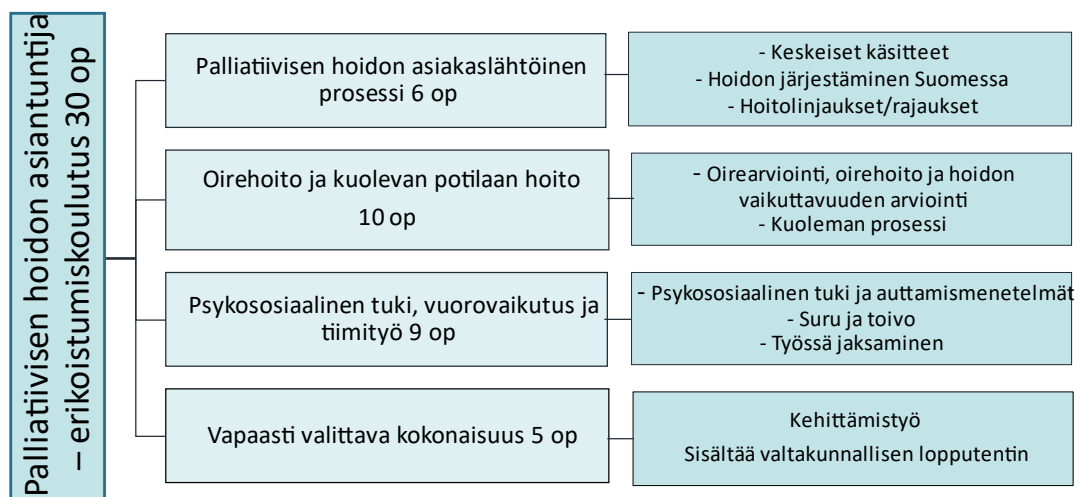 Palliatiivisen hoidon asiantuntija
– erikoistumiskoulutus 30 op
Palliatiivisen hoidon asiakaslähtöinen
prosessi 6 op
- Keskeiset käsitteet
- Hoidon järjestäminen Suomessa
- Hoitolinjaukset/rajaukset
Oirehoito ja kuolevan potilaan hoito
10 op
- Oirearviointi, oirehoito ja hoidon
vaikuttavuuden arviointi
- Kuoleman prosessi
Psykososiaalinen tuki, vuorovaikutus ja
tiimityö 9 op
- Psykososiaalinen tuki ja auttamismenetelmät
- Suru ja toivo
- Työssä jaksaminen
Vapaasti valittava kokonaisuus 5 op
Kehittämistyö
Sisältää valtakunnallisen lopputentin